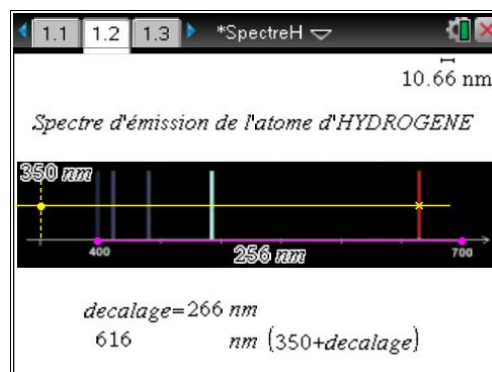 1.1 1.2 1.3 *SpectreH
10.66 nm
Spectre d'émission de l'atome d'HYDROGENE
350 nm
400 256 nm 700
decalage=266 nm
616 nm (350+decalage)